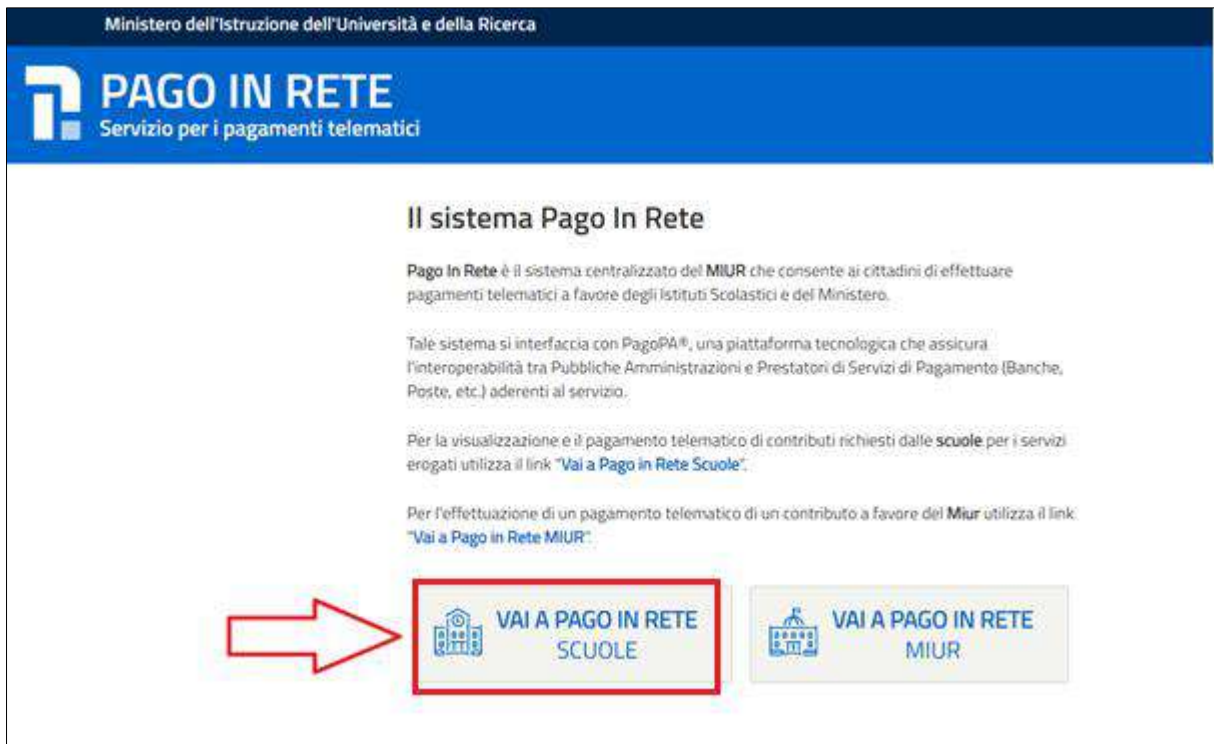 Ministero dell'Istruzione dell'Università e della Ricerca
PAGO IN RETE
Servizio per i pagamenti telematici
Il sistema Pago In Rete
Pago In Rete è il sistema centralizzato del MIUR che consente ai cittadini di effettuare
pagamenti telematici a favore degli Istituti Scolastici e del Ministero.
Tale sistema si interfaccia con PagoPA®, una piattaforma tecnologica che assicura
l'interoperabilità tra Pubbliche Amministrazioni e Prestatori di Servizi di Pagamento (Banche,
Poste, etc.) aderenti al servizio.
Per la visualizzazione e il pagamento telematico di contributi richiesti dalle scuole per i servizi
erogati utilizza il link "Vai a Pago in Rete Scuole".
Per l'effettuazione di un pagamento telematico di un contributo a favore del Miur utilizza il link
"Vai a Pago in Rete MIUR".
VAI A PAGO IN RETE
SCUOLE
VAI A PAGO IN RETE
MIUR